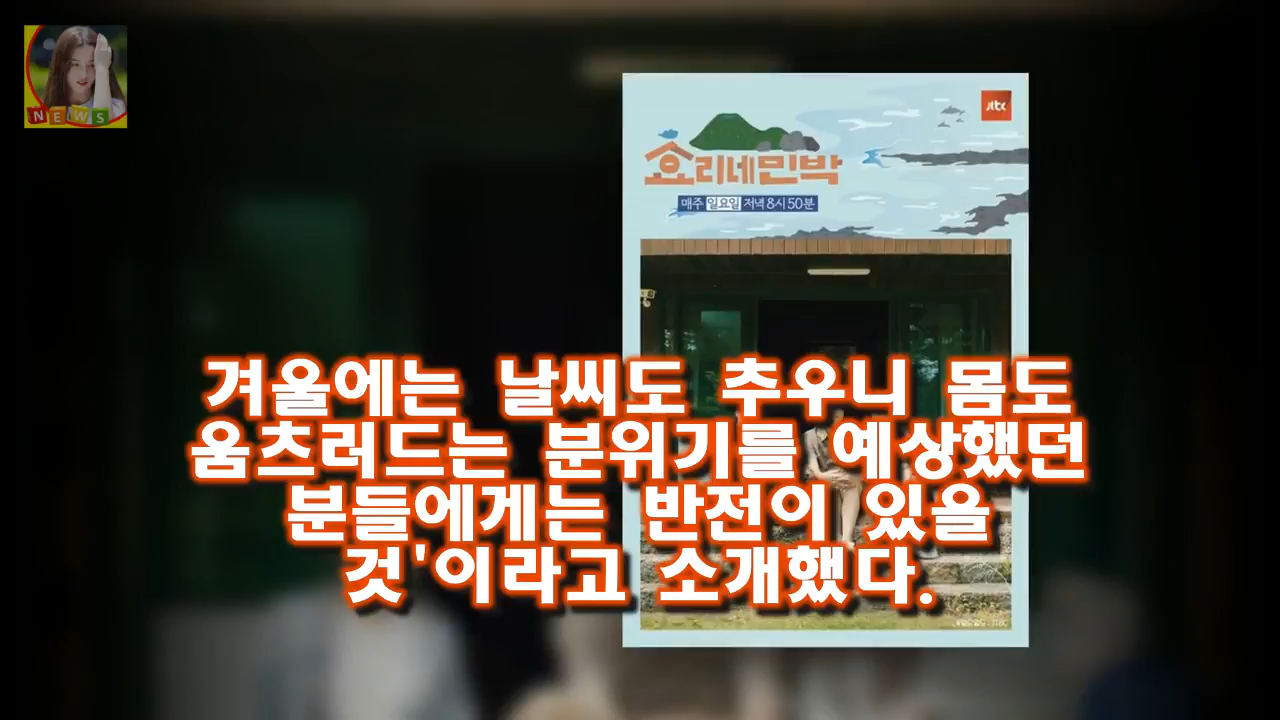 NEWS
jtbc
효리네민박
매주 일요일 저녁 8시 50분
겨울에는 날씨도 추우니 몸도
움츠러드는 분위기를 예상했던
분들에게는 반전이 있을
것'이라고 소개했다.